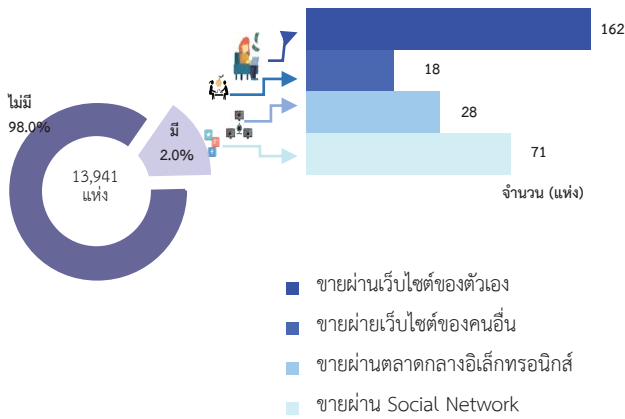 162
18
28
71
จำนวน (แห่ง)
ไม่มี
98.0%
มี
2.0%
13,941
แห่ง
ขายผ่านเว็บไซต์ของตัวเอง
ขายผ่ายเว็บไซต์ของคนอื่น
ขายผ่านตลาดกลางอิเล็กทรอนิกส์
ขายผ่าน Social Network